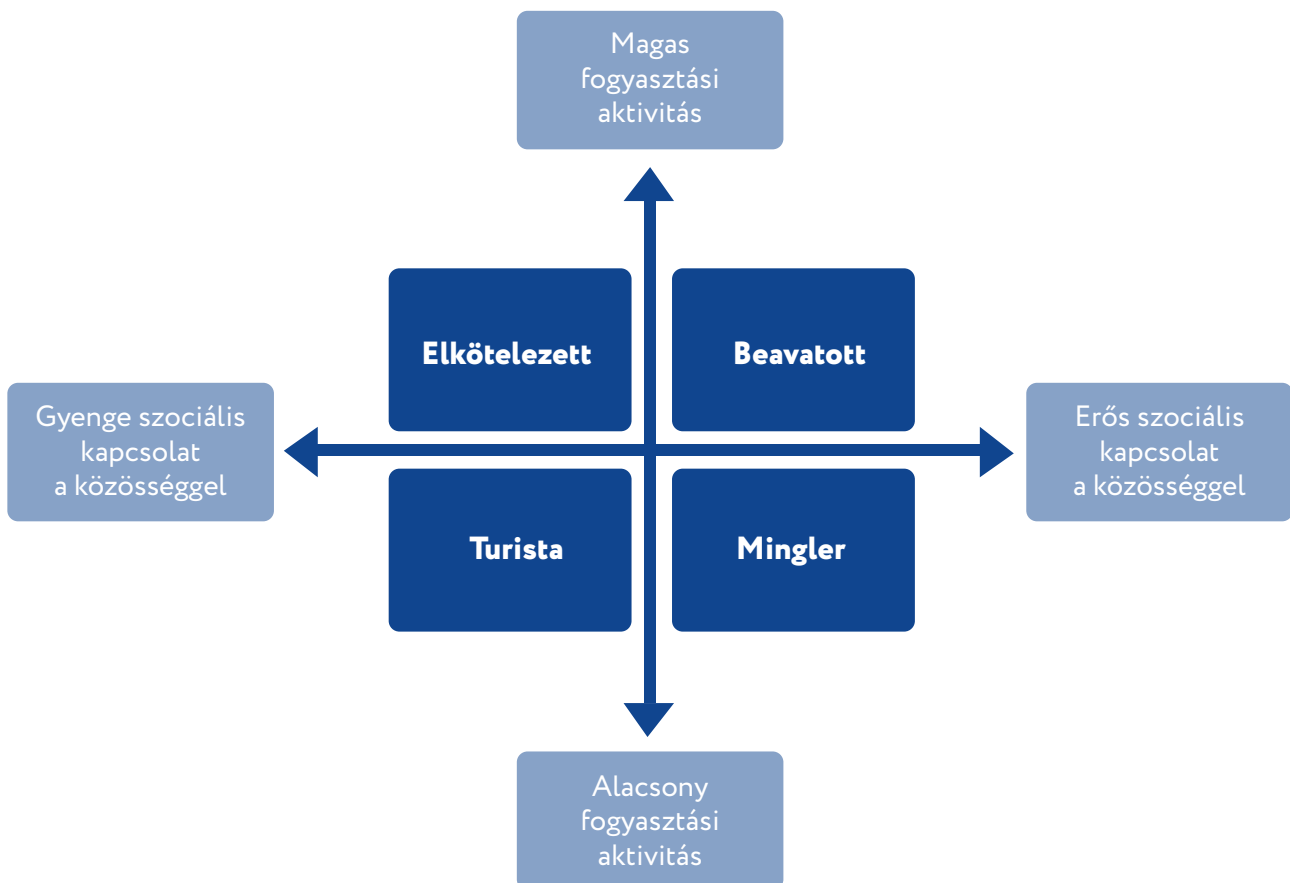 Magas
fogyasztási
aktivitás
Elkötelezett
Beavatott
Gyenge szociális
kapcsolat
a közösséggel
Erős szociális
kapcsolat
a közösséggel
Turista
Mingler
Alacsony
fogyasztási
aktivitás